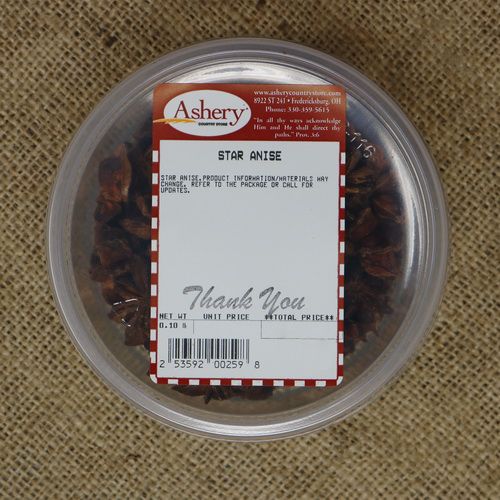 Ashery
COUNTRY STORE
www.asherycountrystore.com
8922 ST 241 • Fredericksburg, OH
Phone: 330-359-5615
"In all thy ways acknowledge
Him and He shall direct thy
paths." Prov. 3:6
STAR ANISE
STAR ANISE.PRODUCT INFORMATION/MATERIALS MAY
CHANGE. REFER TO THE PACKAGE OR CALL FOR
UPDATES.
Thank You
NET WT UNIT PRICE **TOTAL PRICE**
0.10 lb
2 53592 00259 8